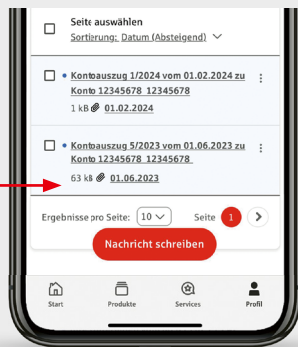 Seite auswählen
Sortierung: Datum (Absteigend)
Kontoauszug 1/2024 vom 01.02.2024 zu
Konto 12345678 12345678
1 kB 01.02.2024
Kontoauszug 5/2023 vom 01.06.2023 zu
Konto 12345678 12345678
63 kB 01.06.2023
Ergebnisse pro Seite: 10 Seite 1
Nachricht schreiben
Start Produkte Services Profil